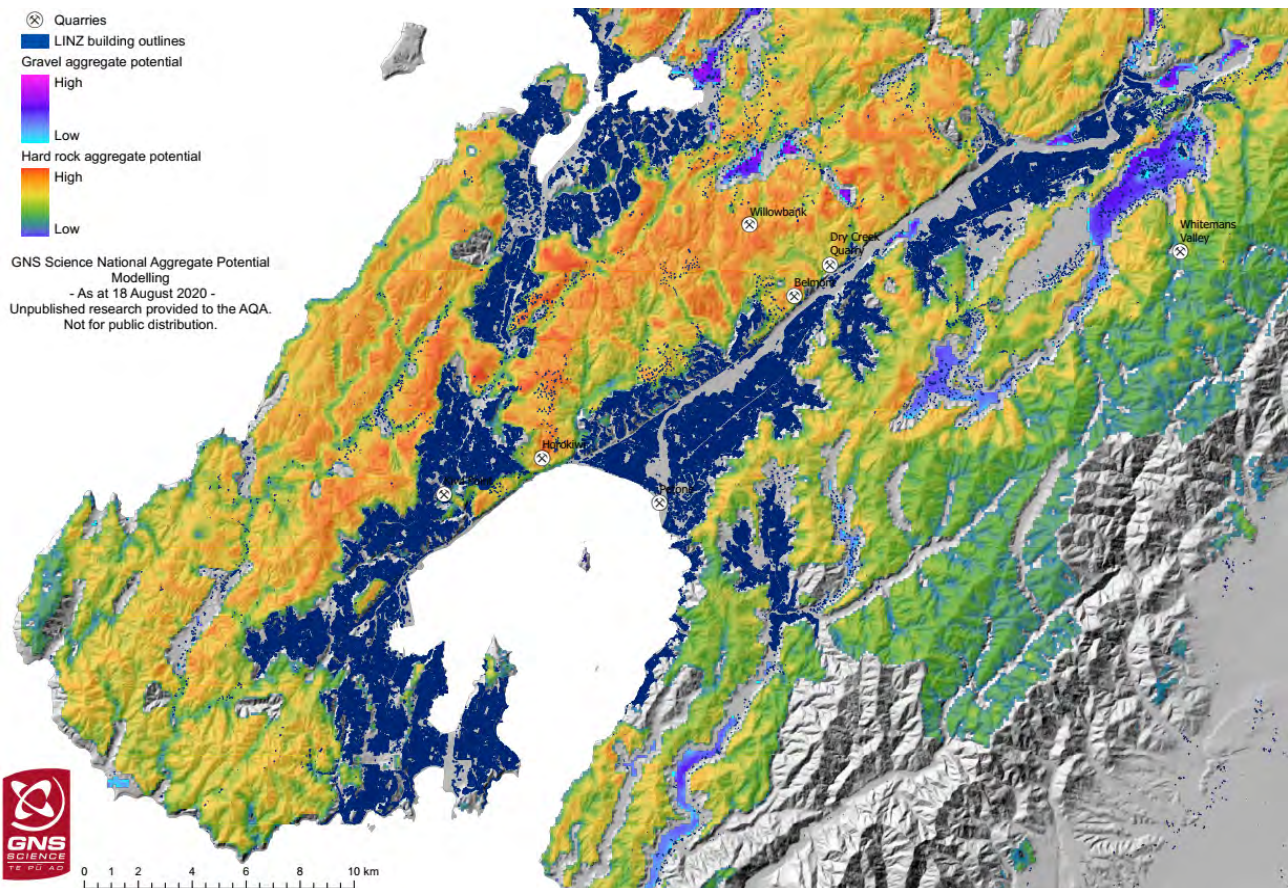 Quarries
LINZ building outlines
Gravel aggregate potential
High
Low
Hard rock aggregate potential
High
Low
GNS Science National Aggregate Potential
Modelling
- As at 18 August 2020 -
Unpublished research provided to the AQA.
Not for public distribution.
Willowbank
Dry Creek
Quarry
Belmont
Whitemans
Valley
Horokiwi
Petone
GNS
SCIENCE
TE PŪ AO
0 2 4 6 8 10 km